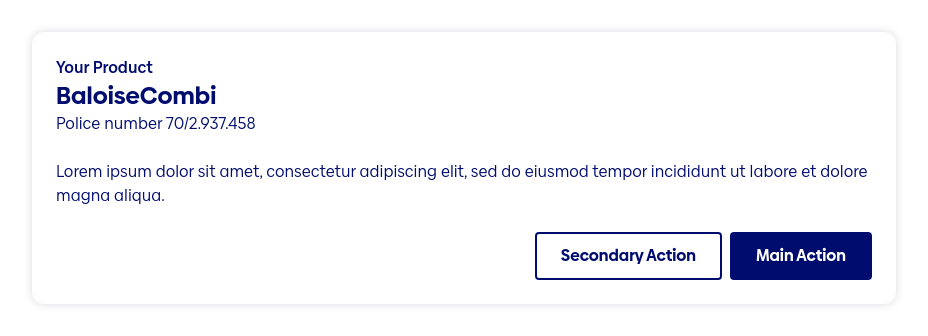 Your Product
BaloiseCombi
Police number 70/2.937.458
Lorem ipsum dolor sit amet, consectetur adipiscing elit, sed do eiusmod tempor incididunt ut labore et dolore
magna aliqua.
Secondary Action Main Action